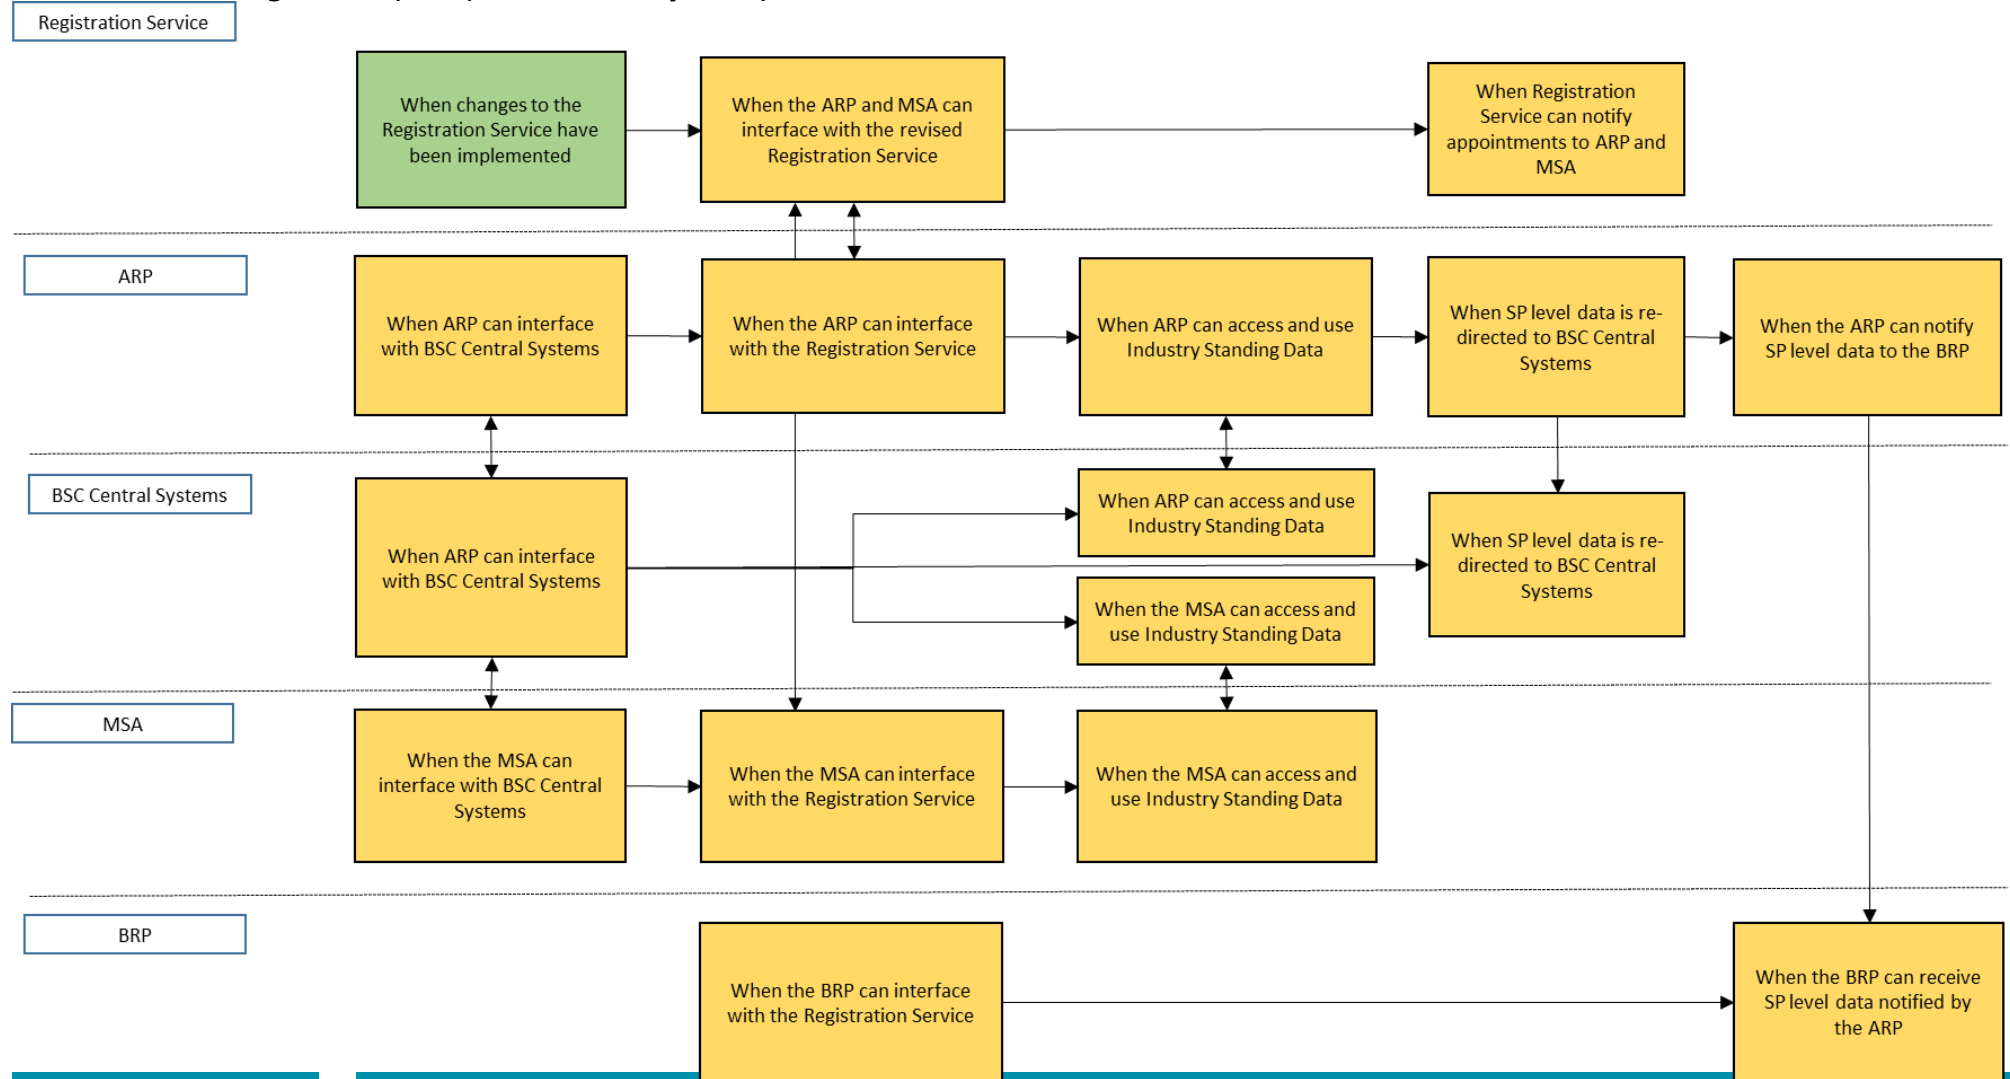 Registration Service
When changes to the
Registration Service have
been implemented
When the ARP and MSA can
interface with the revised
Registration Service
When Registration
Service can notify
appointments to ARP and
MSA
ARP
When ARP can interface
with BSC Central Systems
When the ARP can interface
with the Registration Service
When ARP can access and use
Industry Standing Data
When SP level data is re-
directed to BSC Central
Systems
When the ARP can notify
SP level data to the BRP
BSC Central Systems
When ARP can interface
with BSC Central Systems
When ARP can access and use
Industry Standing Data
When the MSA can access and
use Industry Standing Data
When SP level data is re-
directed to BSC Central
Systems
MSA
When the MSA can
interface with BSC Central
Systems
When the MSA can interface
with the Registration Service
When the MSA can access and
use Industry Standing Data
BRP
When the BRP can interface
with the Registration Service
When the BRP can receive
SP level data notified by
the ARP